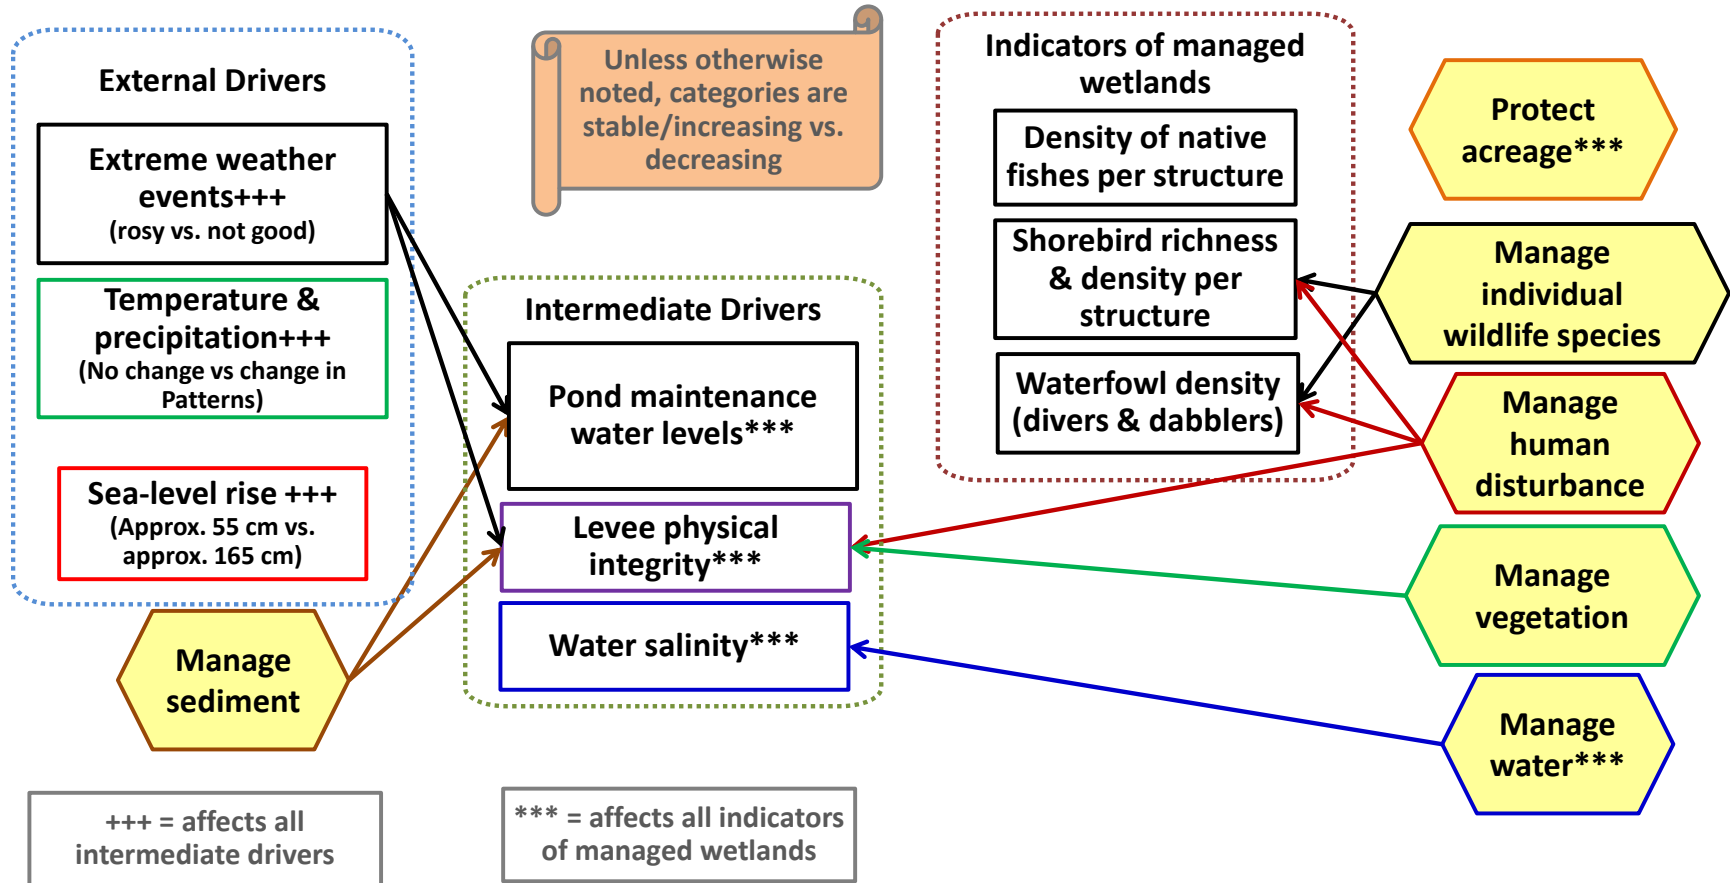 External Drivers
Extreme weather
events+++
(rosy vs. not good)
Temperature &
precipitation+++
(No change vs change in
Patterns)
Sea-level rise +++
(Approx. 55 cm vs.
approx. 165 cm)
Manage
sediment
+++ = affects all
intermediate drivers
Unless otherwise
noted, categories are
stable/increasing vs.
decreasing
Intermediate Drivers
Pond maintenance
water levels***
Levee physical
integrity***
Water salinity***
*** = affects all indicators
of managed wetlands
Indicators of managed
wetlands
Density of native
fishes per structure
Shorebird richness
& density per
structure
Waterfowl density
(divers & dabblers)
Protect
acreage***
Manage
individual
wildlife species
Manage
human
disturbance
Manage
vegetation
Manage
water***